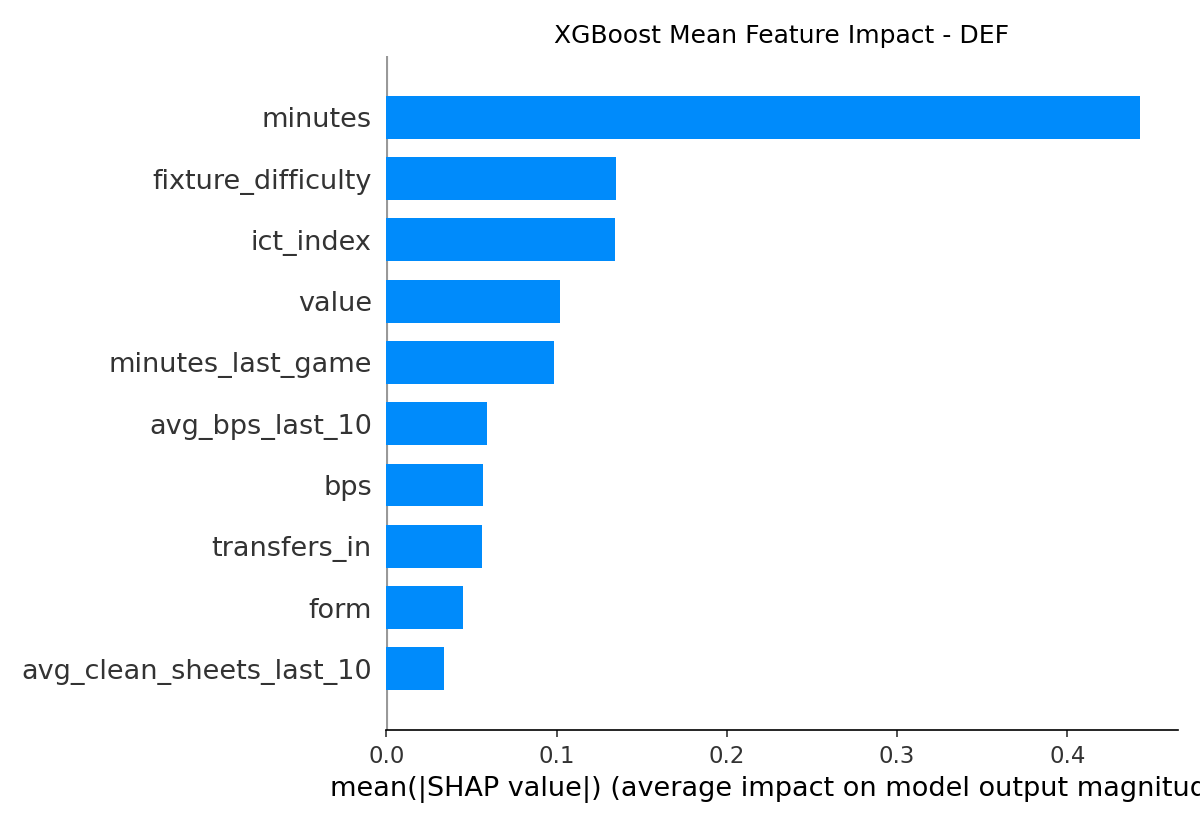 XGBoost Mean Feature Impact - DEF
minutes
fixture_difficulty
ict_index
value
minutes_last_game
avg_bps_last_10
bps
transfers_in
form
avg_clean_sheets_last_10
0.0 0.1 0.2 0.3 0.4
mean(|SHAP value|) (average impact on model output magnitud